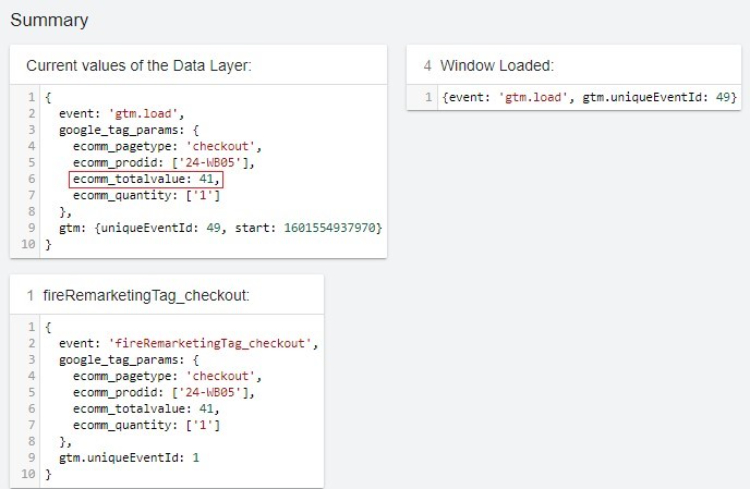 Summary
Current values of the Data Layer:
1 {
2 event: 'gtm.load',
3 google_tag_params: {
4 ecomm_pagetype: 'checkout',
5 ecomm_prodid: ['24-WB05'],
6 ecomm_totalvalue: 41,
7 ecomm_quantity: ['1']
8 },
9 gtm: {uniqueEventId: 49, start: 1601554937970}
10 }
4 Window Loaded:
1 {event: 'gtm.load', gtm.uniqueEventId: 49}
1 fireRemarketingTag_checkout:
1 {
2 event: 'fireRemarketingTag_checkout',
3 google_tag_params: {
4 ecomm_pagetype: 'checkout',
5 ecomm_prodid: ['24-WB05'],
6 ecomm_totalvalue: 41,
7 ecomm_quantity: ['1']
8 },
9 gtm.uniqueEventId: 1
10 }